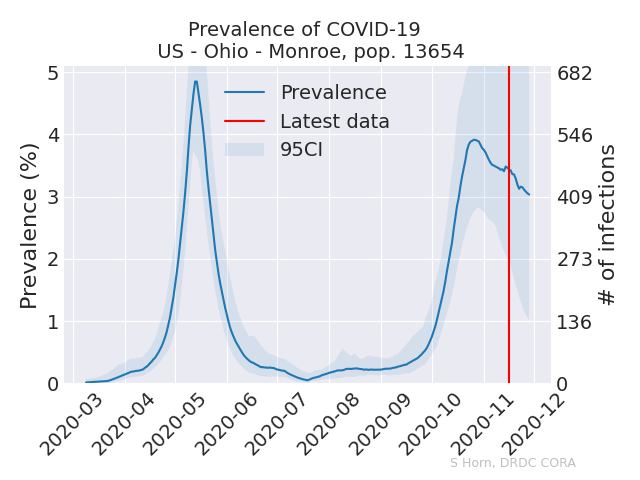 Prevalence of COVID-19
US - Ohio - Monroe, pop. 13654
Prevalence (%)
5
4
3
2
1
0
Prevalence
Latest data
95CI
682
546
409
273
136
0
# of infections
2020-03
2020-04
2020-05
2020-06
2020-07
2020-08
2020-09
2020-10
2020-11
2020-12
S Horn, DRDC CORA